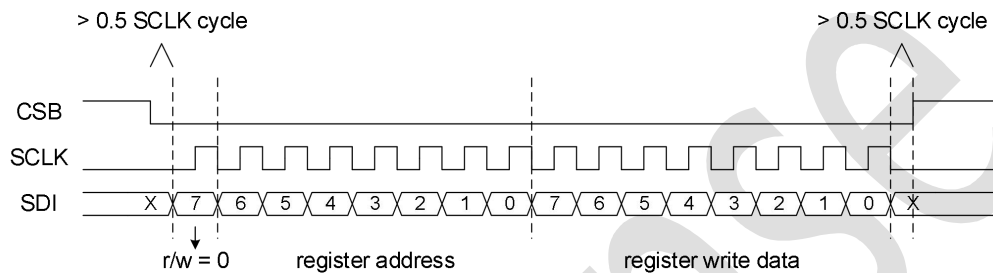 > 0.5 SCLK cycle > 0.5 SCLK cycle
CSB
SCLK
SDI X 7 6 5 4 3 2 1 0 7 6 5 4 3 2 1 0 X
r/w = 0 register address register write data